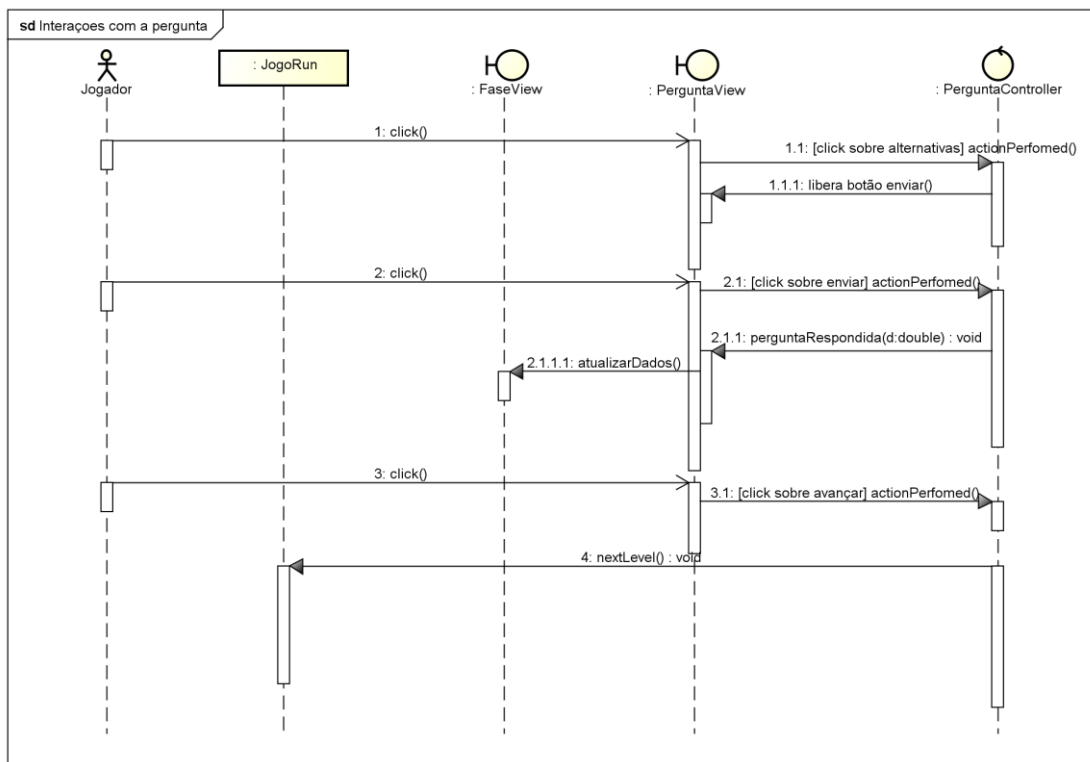 sd Interaçoes com a pergunta
Jogador
: JogoRun
: FaseView
: PerguntaView
: PerguntaController
1: click()
1.1: [click sobre alternativas] actionPerfomed()
1.1.1: libera botão enviar()
2: click()
2.1: [click sobre enviar] actionPerfomed()
2.1.1: perguntaRespondida(d:double) : void
2.1.1.1: atualizarDados()
3: click()
3.1: [click sobre avançar] actionPerfomed()
4: nextLevel() : void